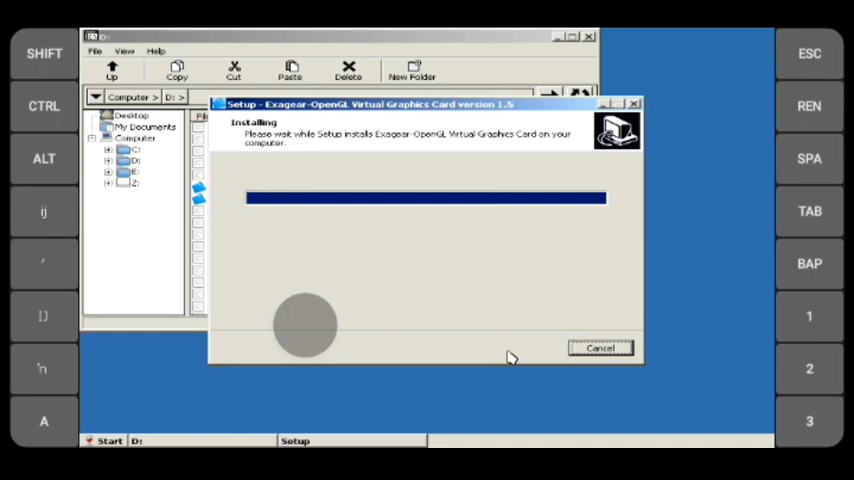 SHIFT
CTRL
ALT
ij
A
D:
File View Help
Up Copy Cut Paste Delete New Folder
Computer > D: >
Desktop
My Documents
Computer
C:
D:
E:
Z:
Setup - Exagear-OpenGL Virtual Graphics Card version 1.5
Installing
Please wait while Setup installs Exagear-OpenGL Virtual Graphics Card on your
computer.
Cancel
Start D: Setup
ESC
REN
SPA
TAB
BAP
1
2
3